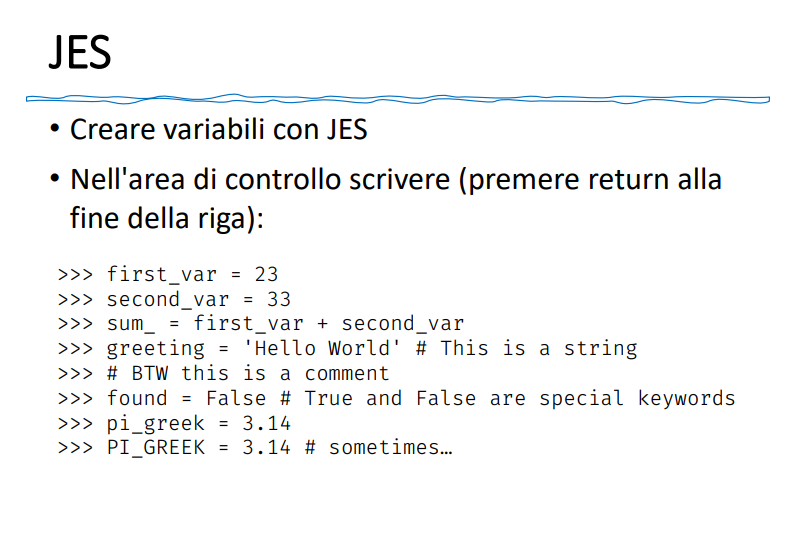 JES
• Creare variabili con JES
• Nell'area di controllo scrivere (premere return alla
fine della riga):
>>> first_var = 23
>>> second_var = 33
>>> sum_ = first_var + second_var
>>> greeting = 'Hello World' # This is a string
>>> # BTW this is a comment
>>> found = False # True and False are special keywords
>>> pi_greek = 3.14
>>> PI_GREEK = 3.14 # sometimes…